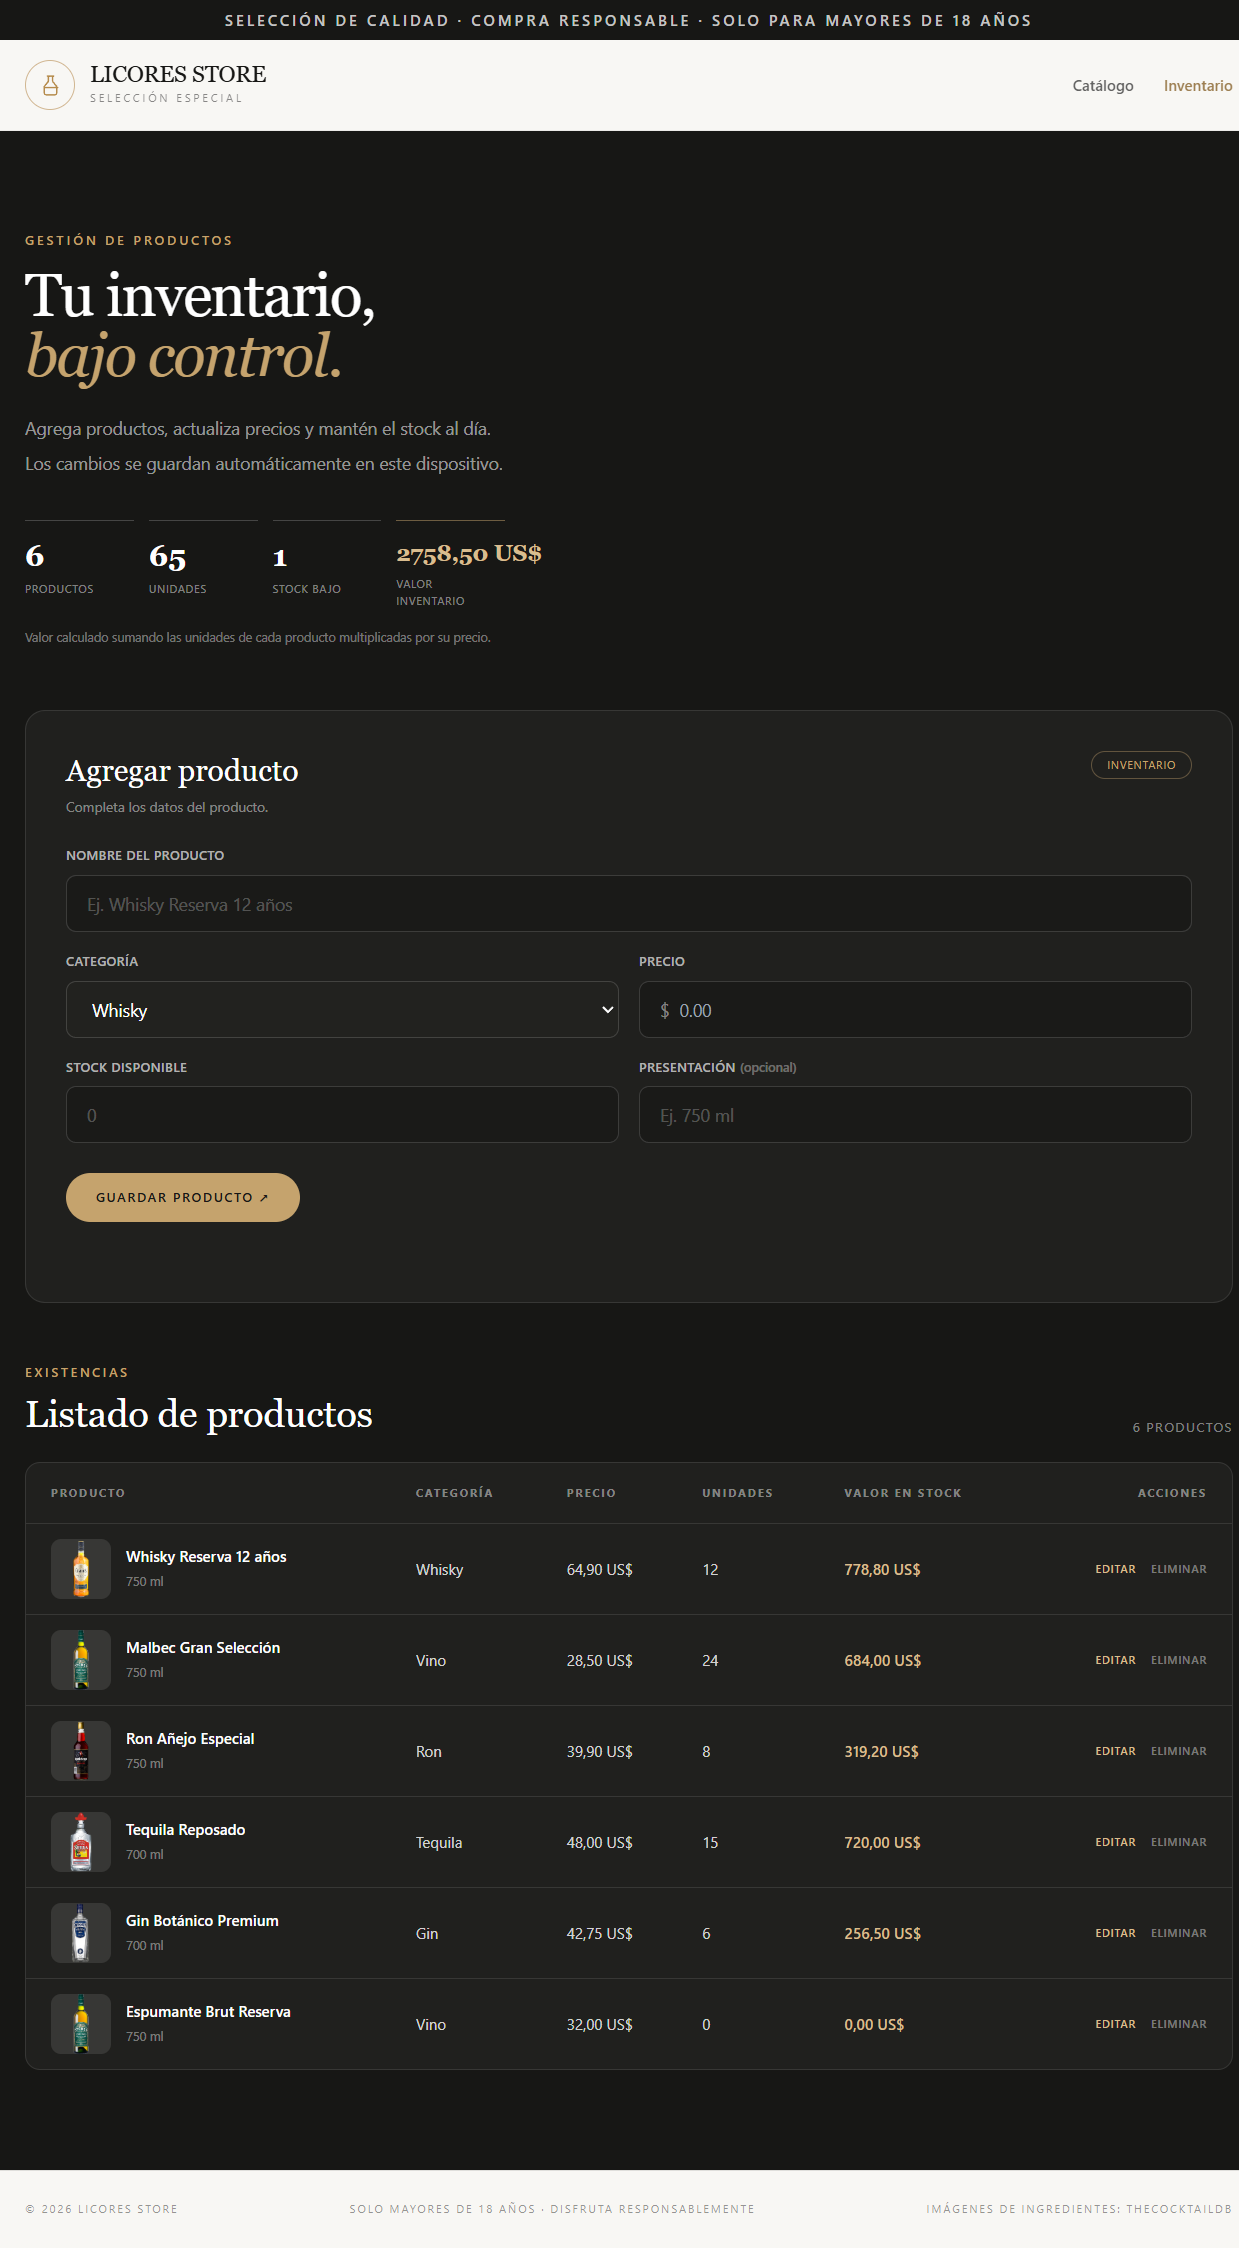 SELECCIÓN DE CALIDAD · COMPRA RESPONSABLE · SOLO PARA MAYORES DE 18 AÑOS
LICORES STORE
SELECCIÓN ESPECIAL
Catálogo Inventario
GESTIÓN DE PRODUCTOS
Tu inventario,
bajo control.
Agrega productos, actualiza precios y mantén el stock al día.
Los cambios se guardan automáticamente en este dispositivo.
6 65 1 2758,50 US$
PRODUCTOS UNIDADES STOCK BAJO VALOR
INVENTARIO
Valor calculado sumando las unidades de cada producto multiplicadas por su precio.
Agregar producto INVENTARIO
Completa los datos del producto.
NOMBRE DEL PRODUCTO
Ej. Whisky Reserva 12 años
CATEGORÍA PRECIO
Whisky $ 0.00
STOCK DISPONIBLE PRESENTACIÓN (opcional)
0 Ej. 750 ml
GUARDAR PRODUCTO ↗
EXISTENCIAS
Listado de productos
6 PRODUCTOS
PRODUCTO CATEGORÍA PRECIO UNIDADES VALOR EN STOCK ACCIONES
Whisky Reserva 12 años
750 ml
Whisky 64,90 US$ 12 778,80 US$ EDITAR ELIMINAR
Malbec Gran Selección
750 ml
Vino 28,50 US$ 24 684,00 US$ EDITAR ELIMINAR
Ron Añejo Especial
750 ml
Ron 39,90 US$ 8 319,20 US$ EDITAR ELIMINAR
Tequila Reposado
700 ml
Tequila 48,00 US$ 15 720,00 US$ EDITAR ELIMINAR
Gin Botánico Premium
700 ml
Gin 42,75 US$ 6 256,50 US$ EDITAR ELIMINAR
Espumante Brut Reserva
750 ml
Vino 32,00 US$ 0 0,00 US$ EDITAR ELIMINAR
© 2026 LICORES STORE SOLO MAYORES DE 18 AÑOS · DISFRUTA RESPONSABLEMENTE IMÁGENES DE INGREDIENTES: THECOCKTAILDB